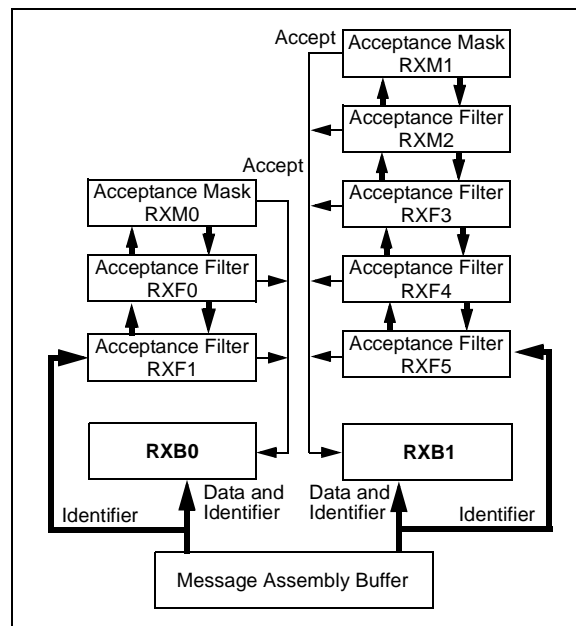 Accept
Acceptance Mask
RXM1
Acceptance Filter
RXM2
Accept
Acceptance Mask
RXM0
Acceptance Filter
RXF3
Acceptance Filter
RXF0
Acceptance Filter
RXF4
Acceptance Filter
RXF1
Acceptance Filter
RXF5
RXB0
RXB1
Identifier
Data and
Identifier
Data and
Identifier
Identifier
Message Assembly Buffer